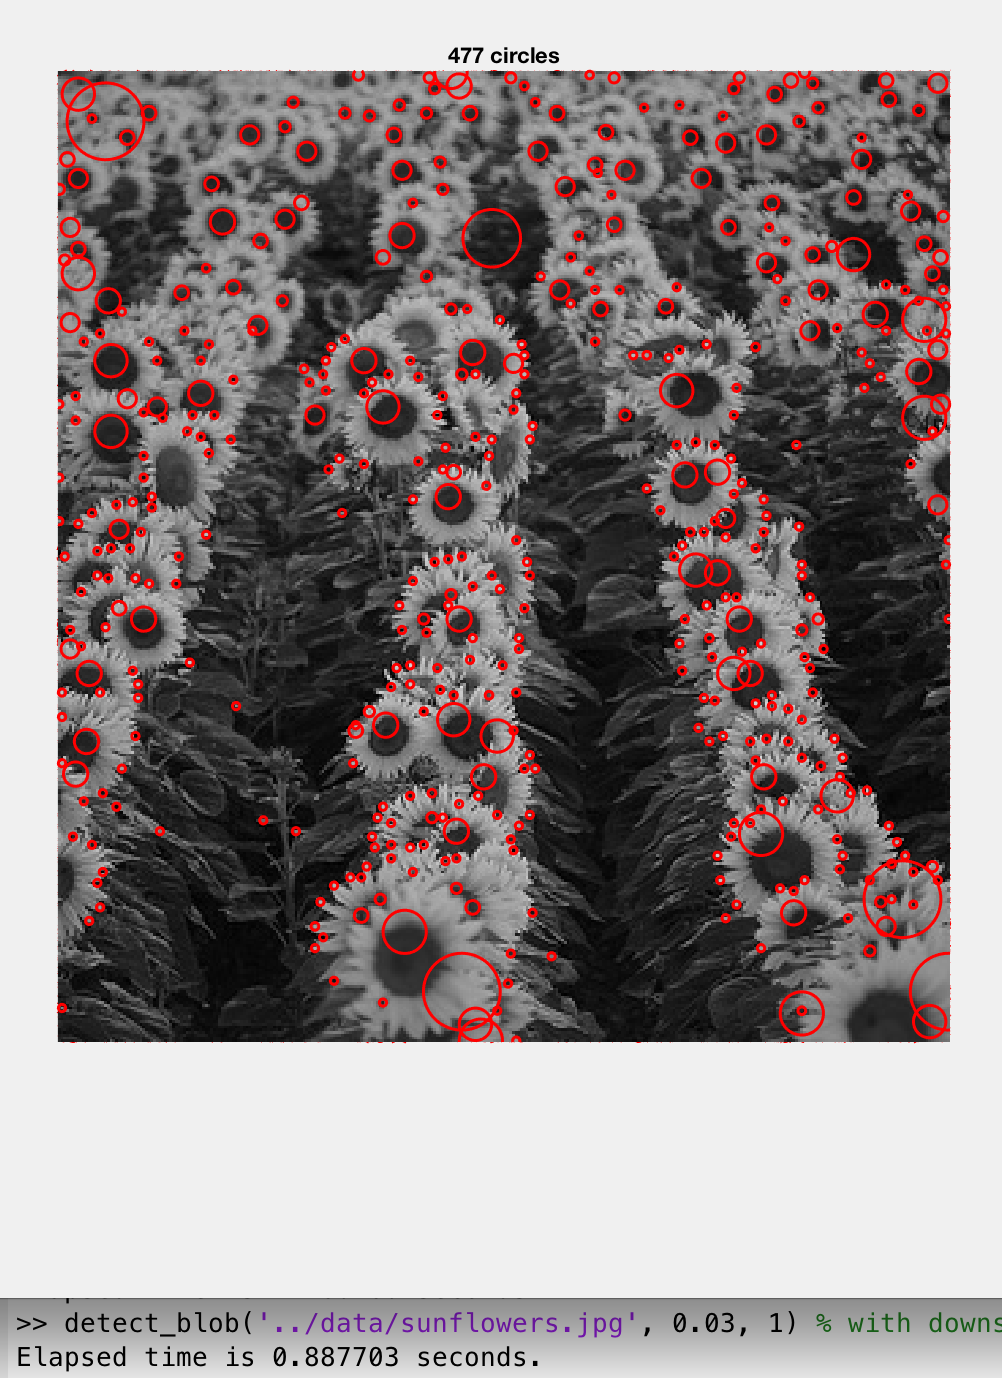 477 circles
>> detect_blob('../data/sunflowers.jpg', 0.03, 1) % with downs
Elapsed time is 0.887703 seconds.